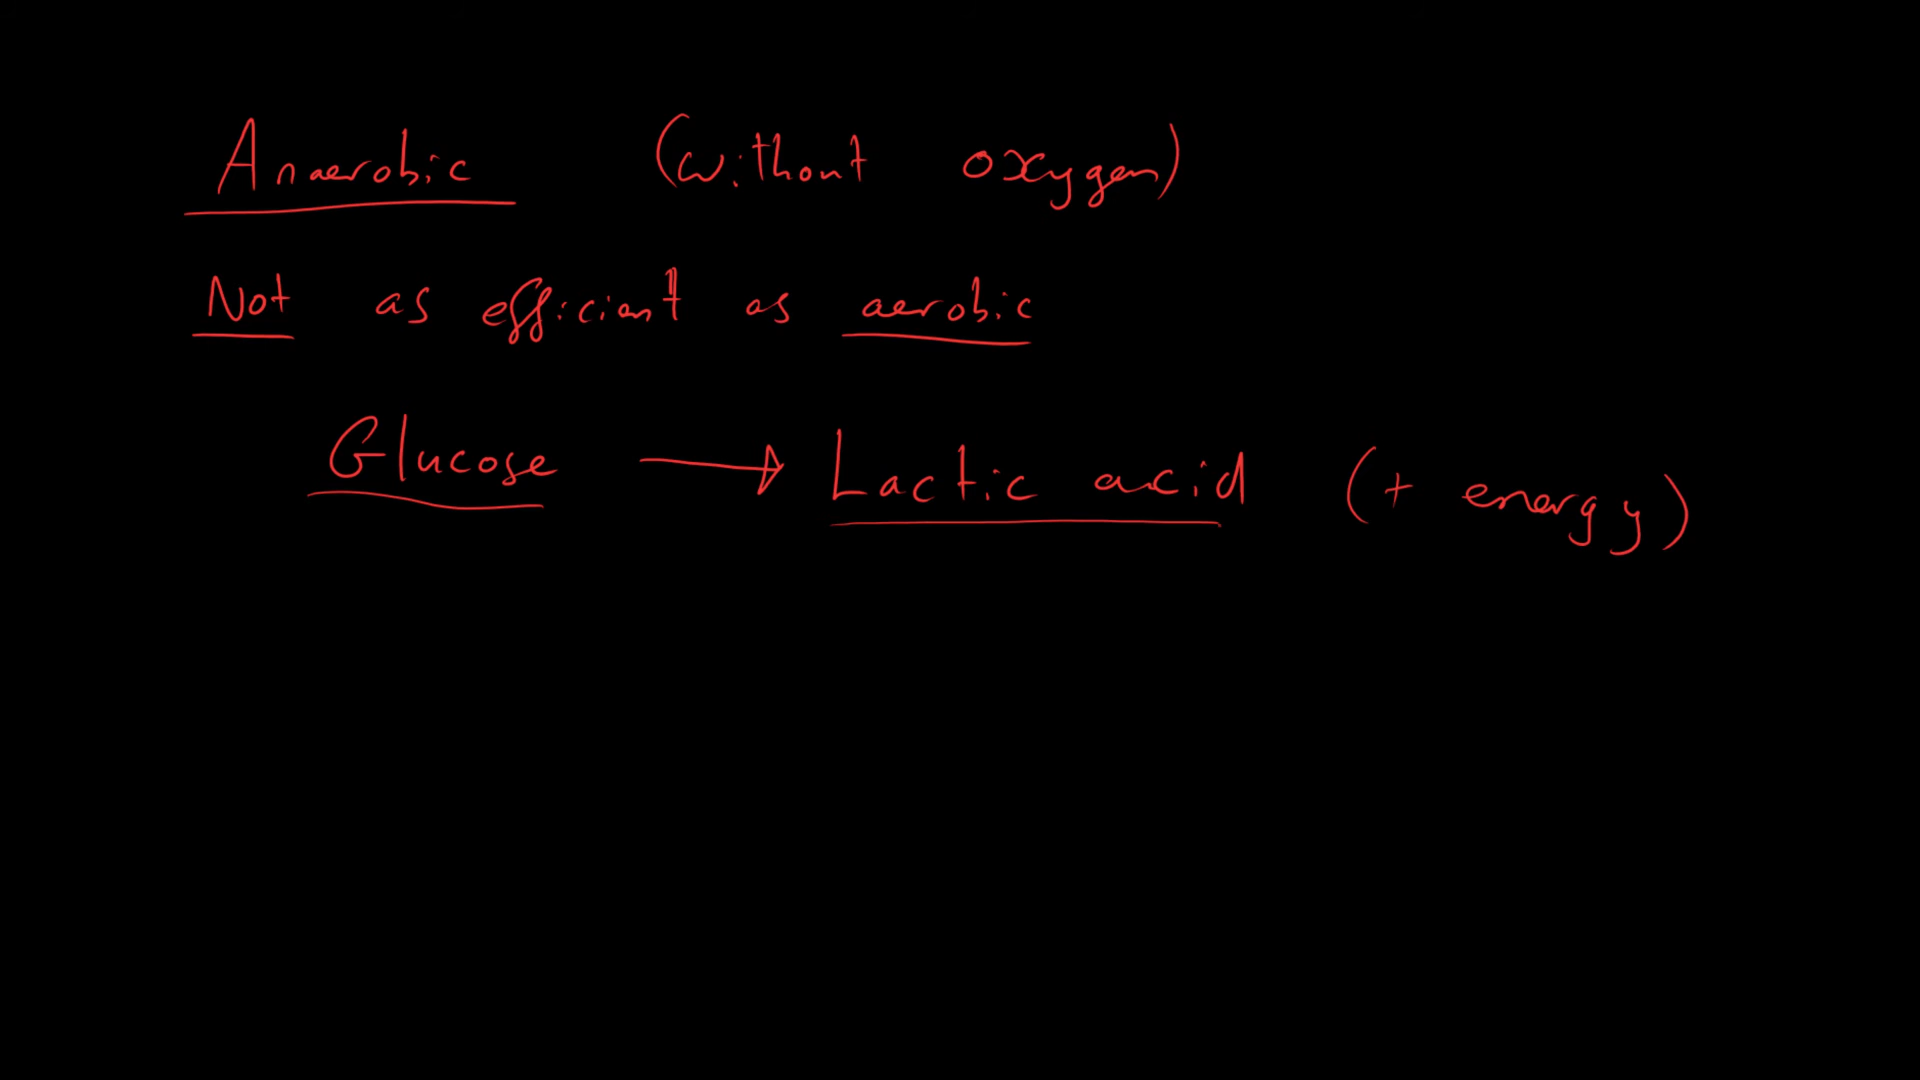 Anaerobic (without oxygen)
Not as efficient as aerobic
Glucose → Lactic acid (+ energy)